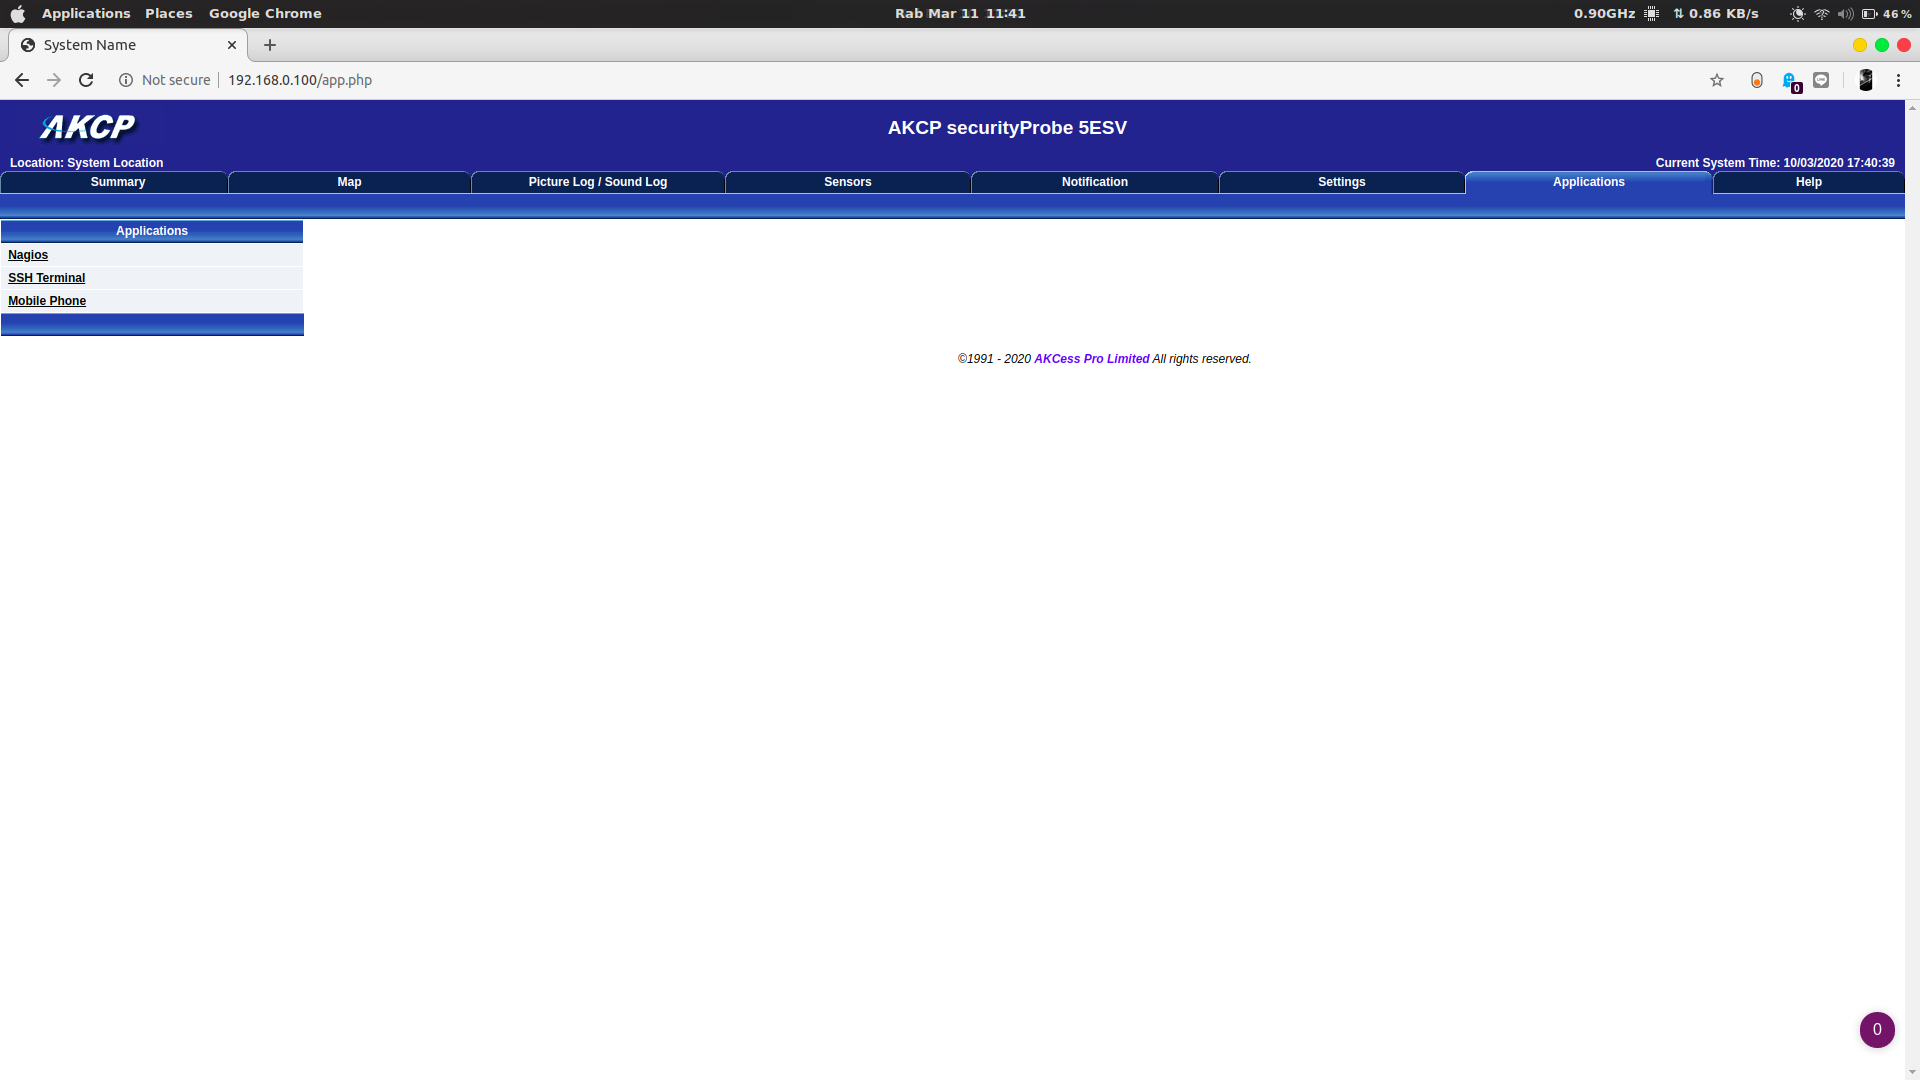 Applications Places Google Chrome Rab Mar 11 11:41 0.90GHz 0.86 KB/s 46 %
System Name
Not secure 192.168.0.100/app.php 0
AKCP AKCP securityProbe 5ESV
Location: System Location Current System Time: 10/03/2020 17:40:39
Summary Map Picture Log / Sound Log Sensors Notification Settings Applications Help
Applications
Nagios
SSH Terminal
Mobile Phone
©1991 - 2020 AKCess Pro Limited All rights reserved.
0